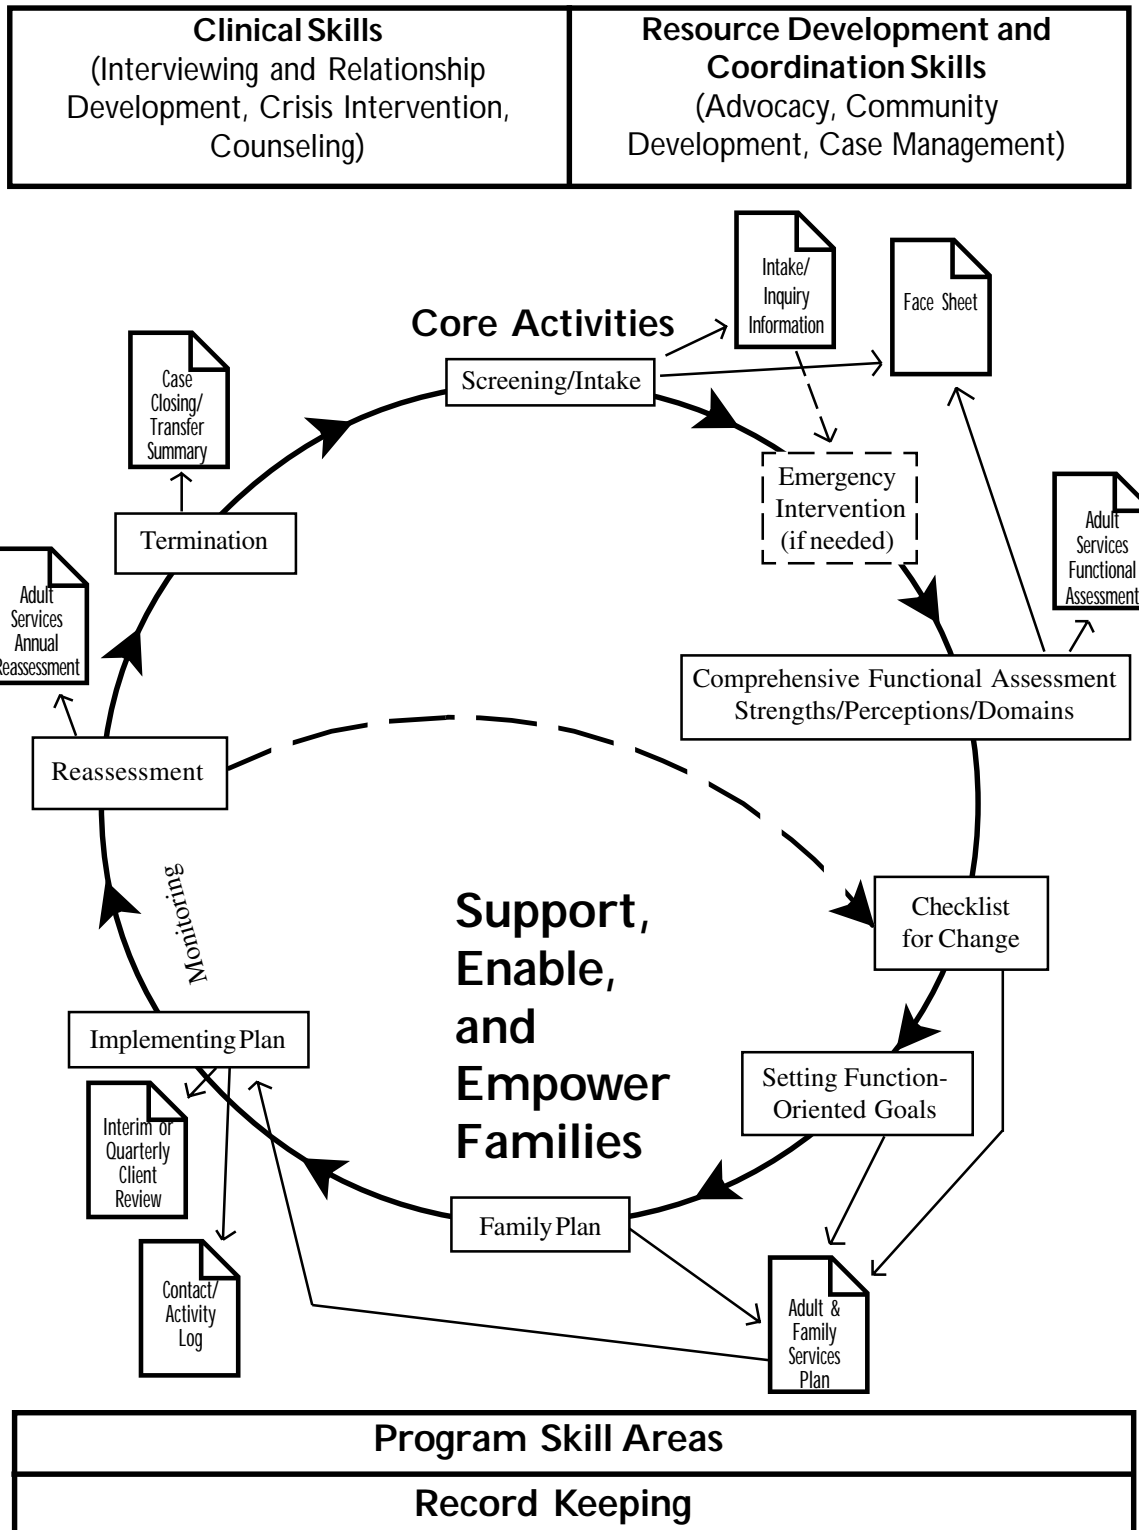 Clinical Skills
(Interviewing and Relationship
Development, Crisis Intervention,
Counseling)
Resource Development and
Coordination Skills
(Advocacy, Community
Development, Case Management)
Intake/
Inquiry
Information
Face Sheet
Core Activities
Case
Closing/
Transfer
Summary
Screening/Intake
Emergency
Intervention
(if needed)
Termination
Adult
Services
Functional
Assessment
Adult
Services
Annual
Reassessment
Comprehensive Functional Assessment
Strengths/Perceptions/Domains
Reassessment
Monitoring
Checklist
for Change
Support,
Enable,
and
Empower
Families
Implementing Plan
Setting Function-
Oriented Goals
Interim or
Quarterly
Client
Review
Family Plan
Contact/
Activity
Log
Adult &
Family
Services
Plan
Program Skill Areas
Record Keeping